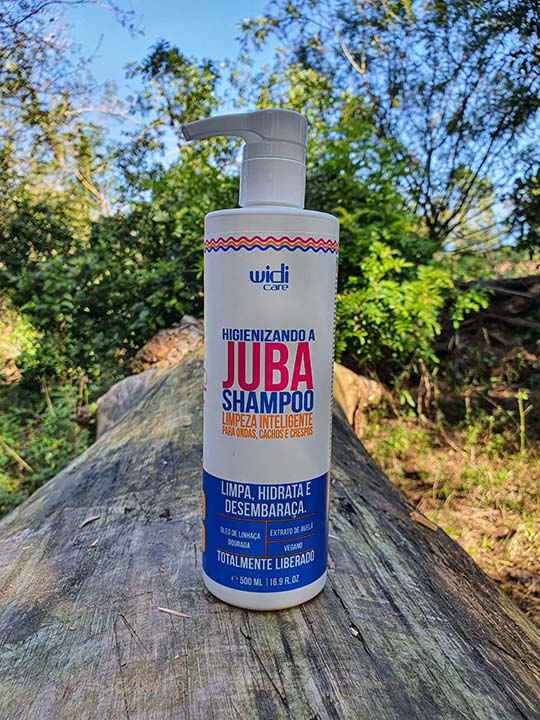 widi
care
HIGIENIZANDO A
JUBA
SHAMPOO
LIMPEZA INTELIGENTE
PARA ONDAS, CACHOS E CRESPOS
LIMPA, HIDRATA E
DESEMBARAÇA.
ÓLEO DE LINHAÇA
DOURADA
EXTRATO DE AVELÃ
VEGANO
TOTALMENTE LIBERADO
℮ 500 ML | 16.9 FL.OZ